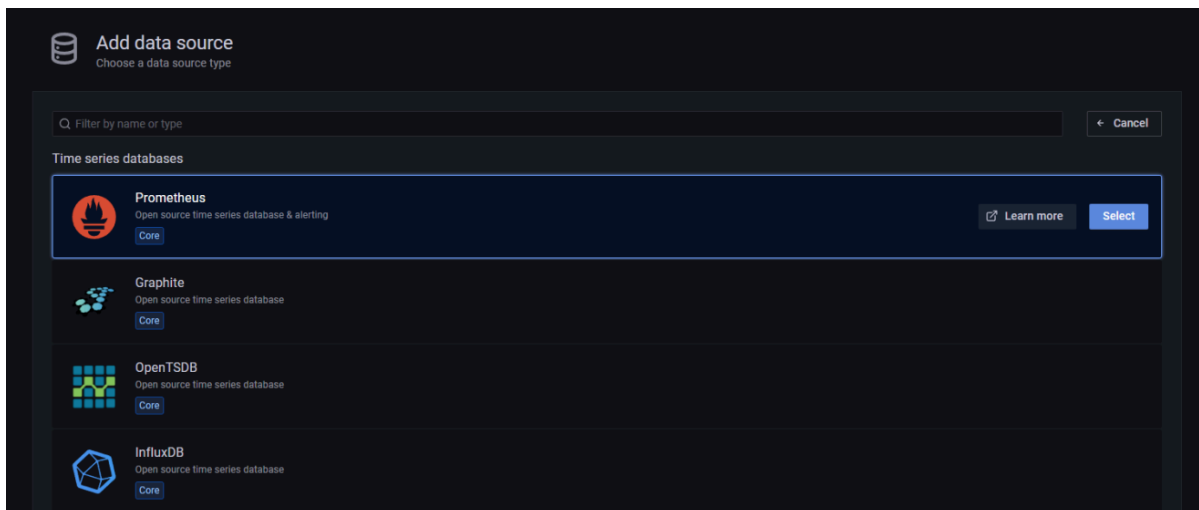 Add data source
Choose a data source type
Filter by name or type
← Cancel
Time series databases
Prometheus
Open source time series database & alerting
Core
Learn more
Select
Graphite
Open source time series database
Core
OpenTSDB
Open source time series database
Core
InfluxDB
Open source time series database
Core